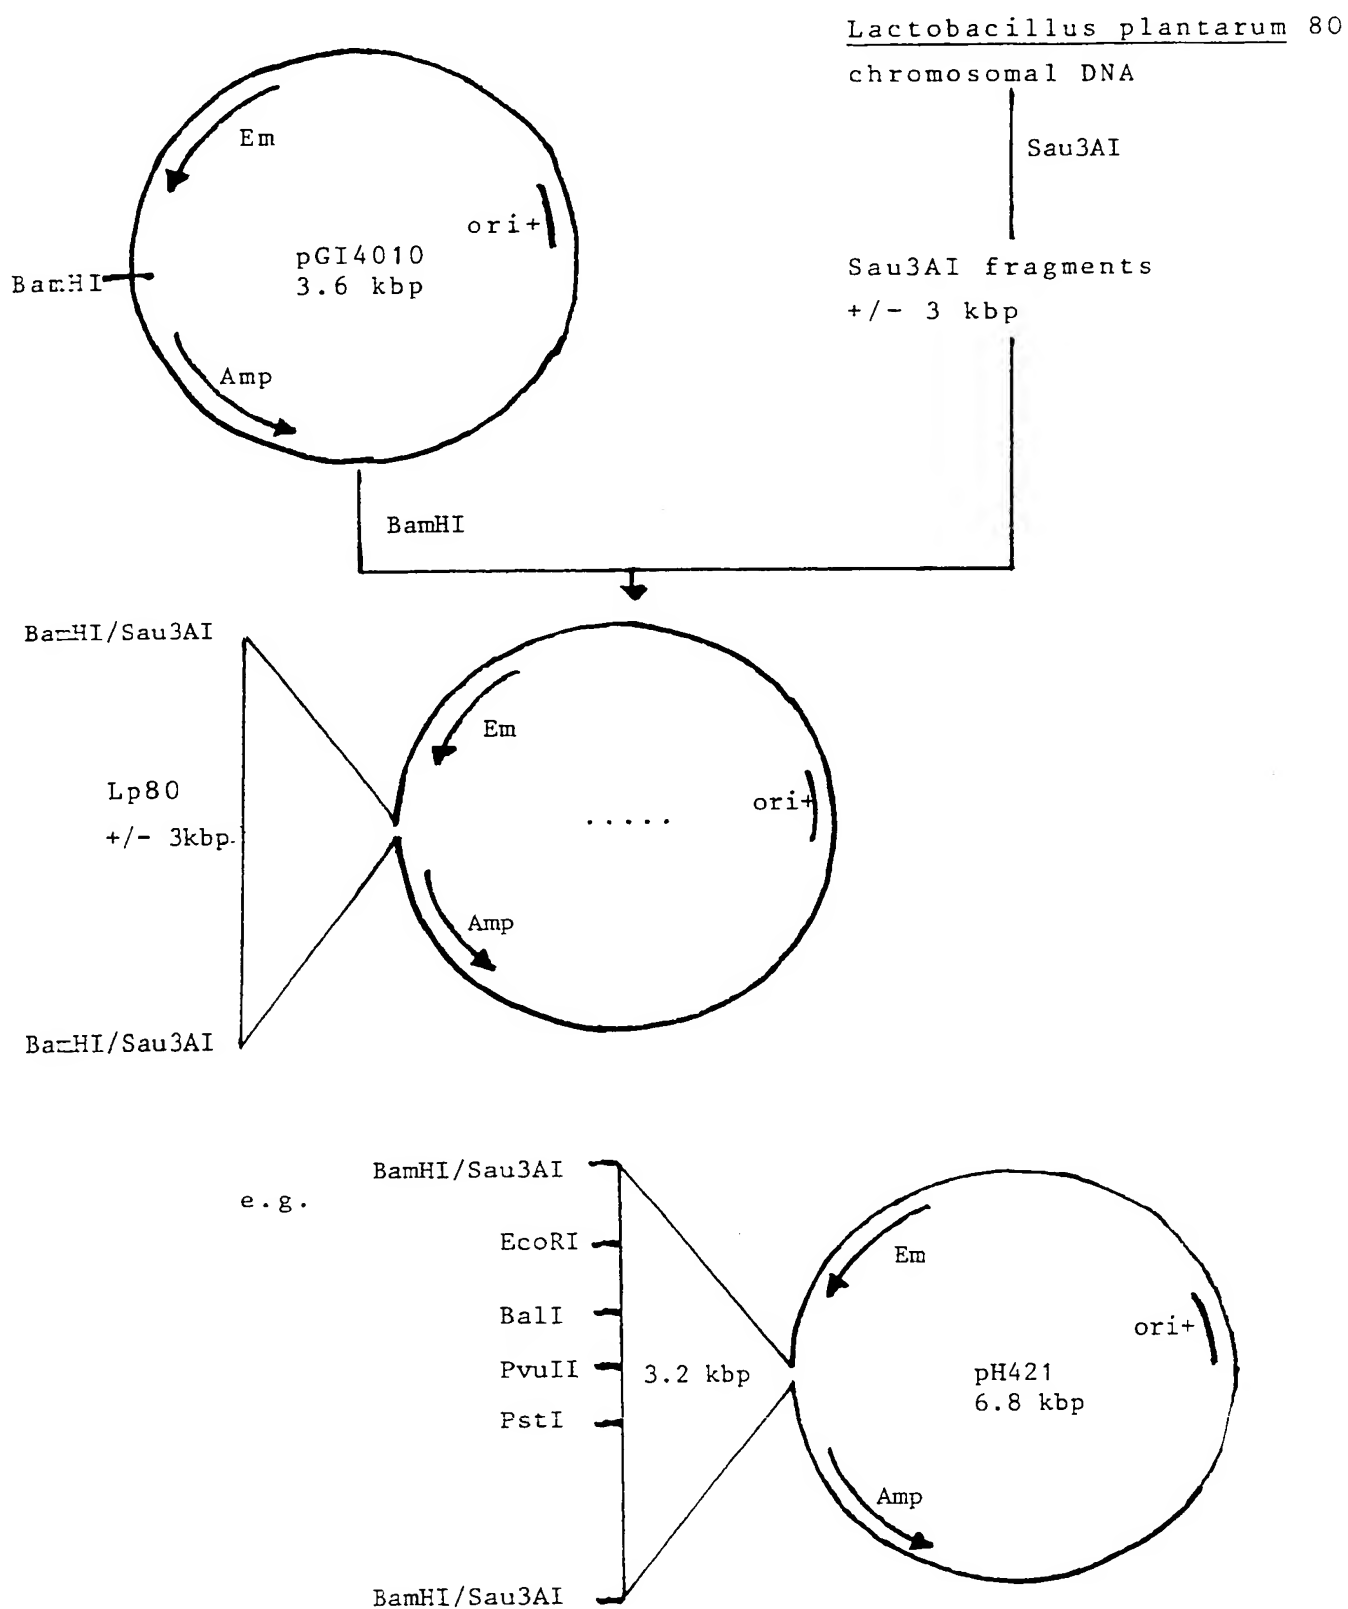 Lactobacillus plantarum 80
chromosomal DNA
Sau3AI
Sau3AI fragments
+/- 3 kbp
Em
ori+
pGI4010
3.6 kbp
BamHI
Amp
BamHI
BamHI/Sau3AI
Em
Lp80
+/- 3kbp
ori+
.....
Amp
BamHI/Sau3AI
e.g.
BamHI/Sau3AI
EcoRI
BalI
PvuII
PstI
3.2 kbp
Em
ori+
pH421
6.8 kbp
Amp
BamHI/Sau3AI